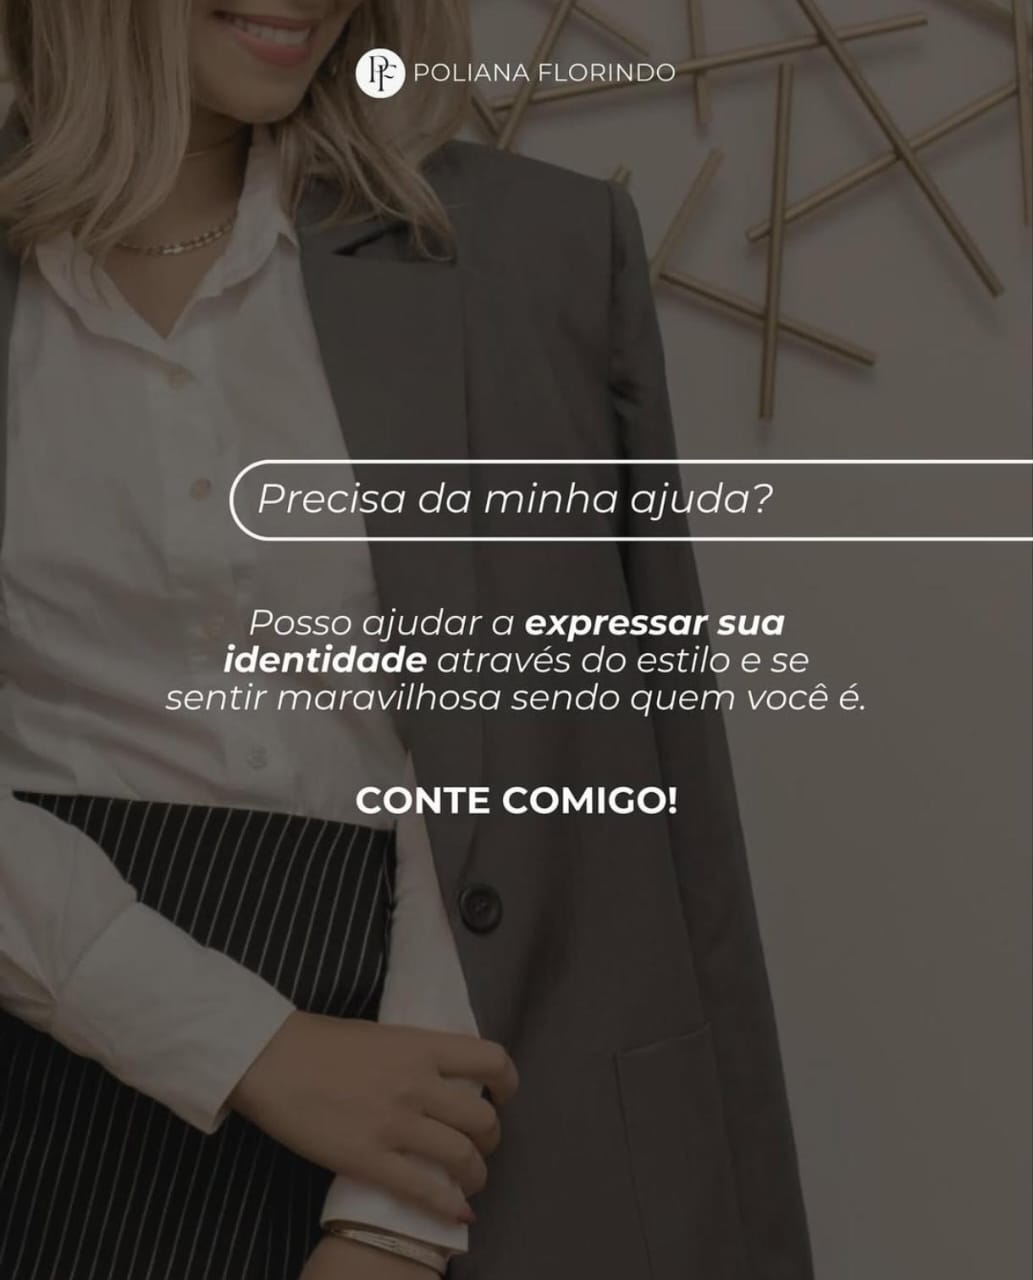 PF POLIANA FLORINDO
Precisa da minha ajuda?
Posso ajudar a expressar sua
identidade através do estilo e se
sentir maravilhosa sendo quem você é.
CONTE COMIGO!